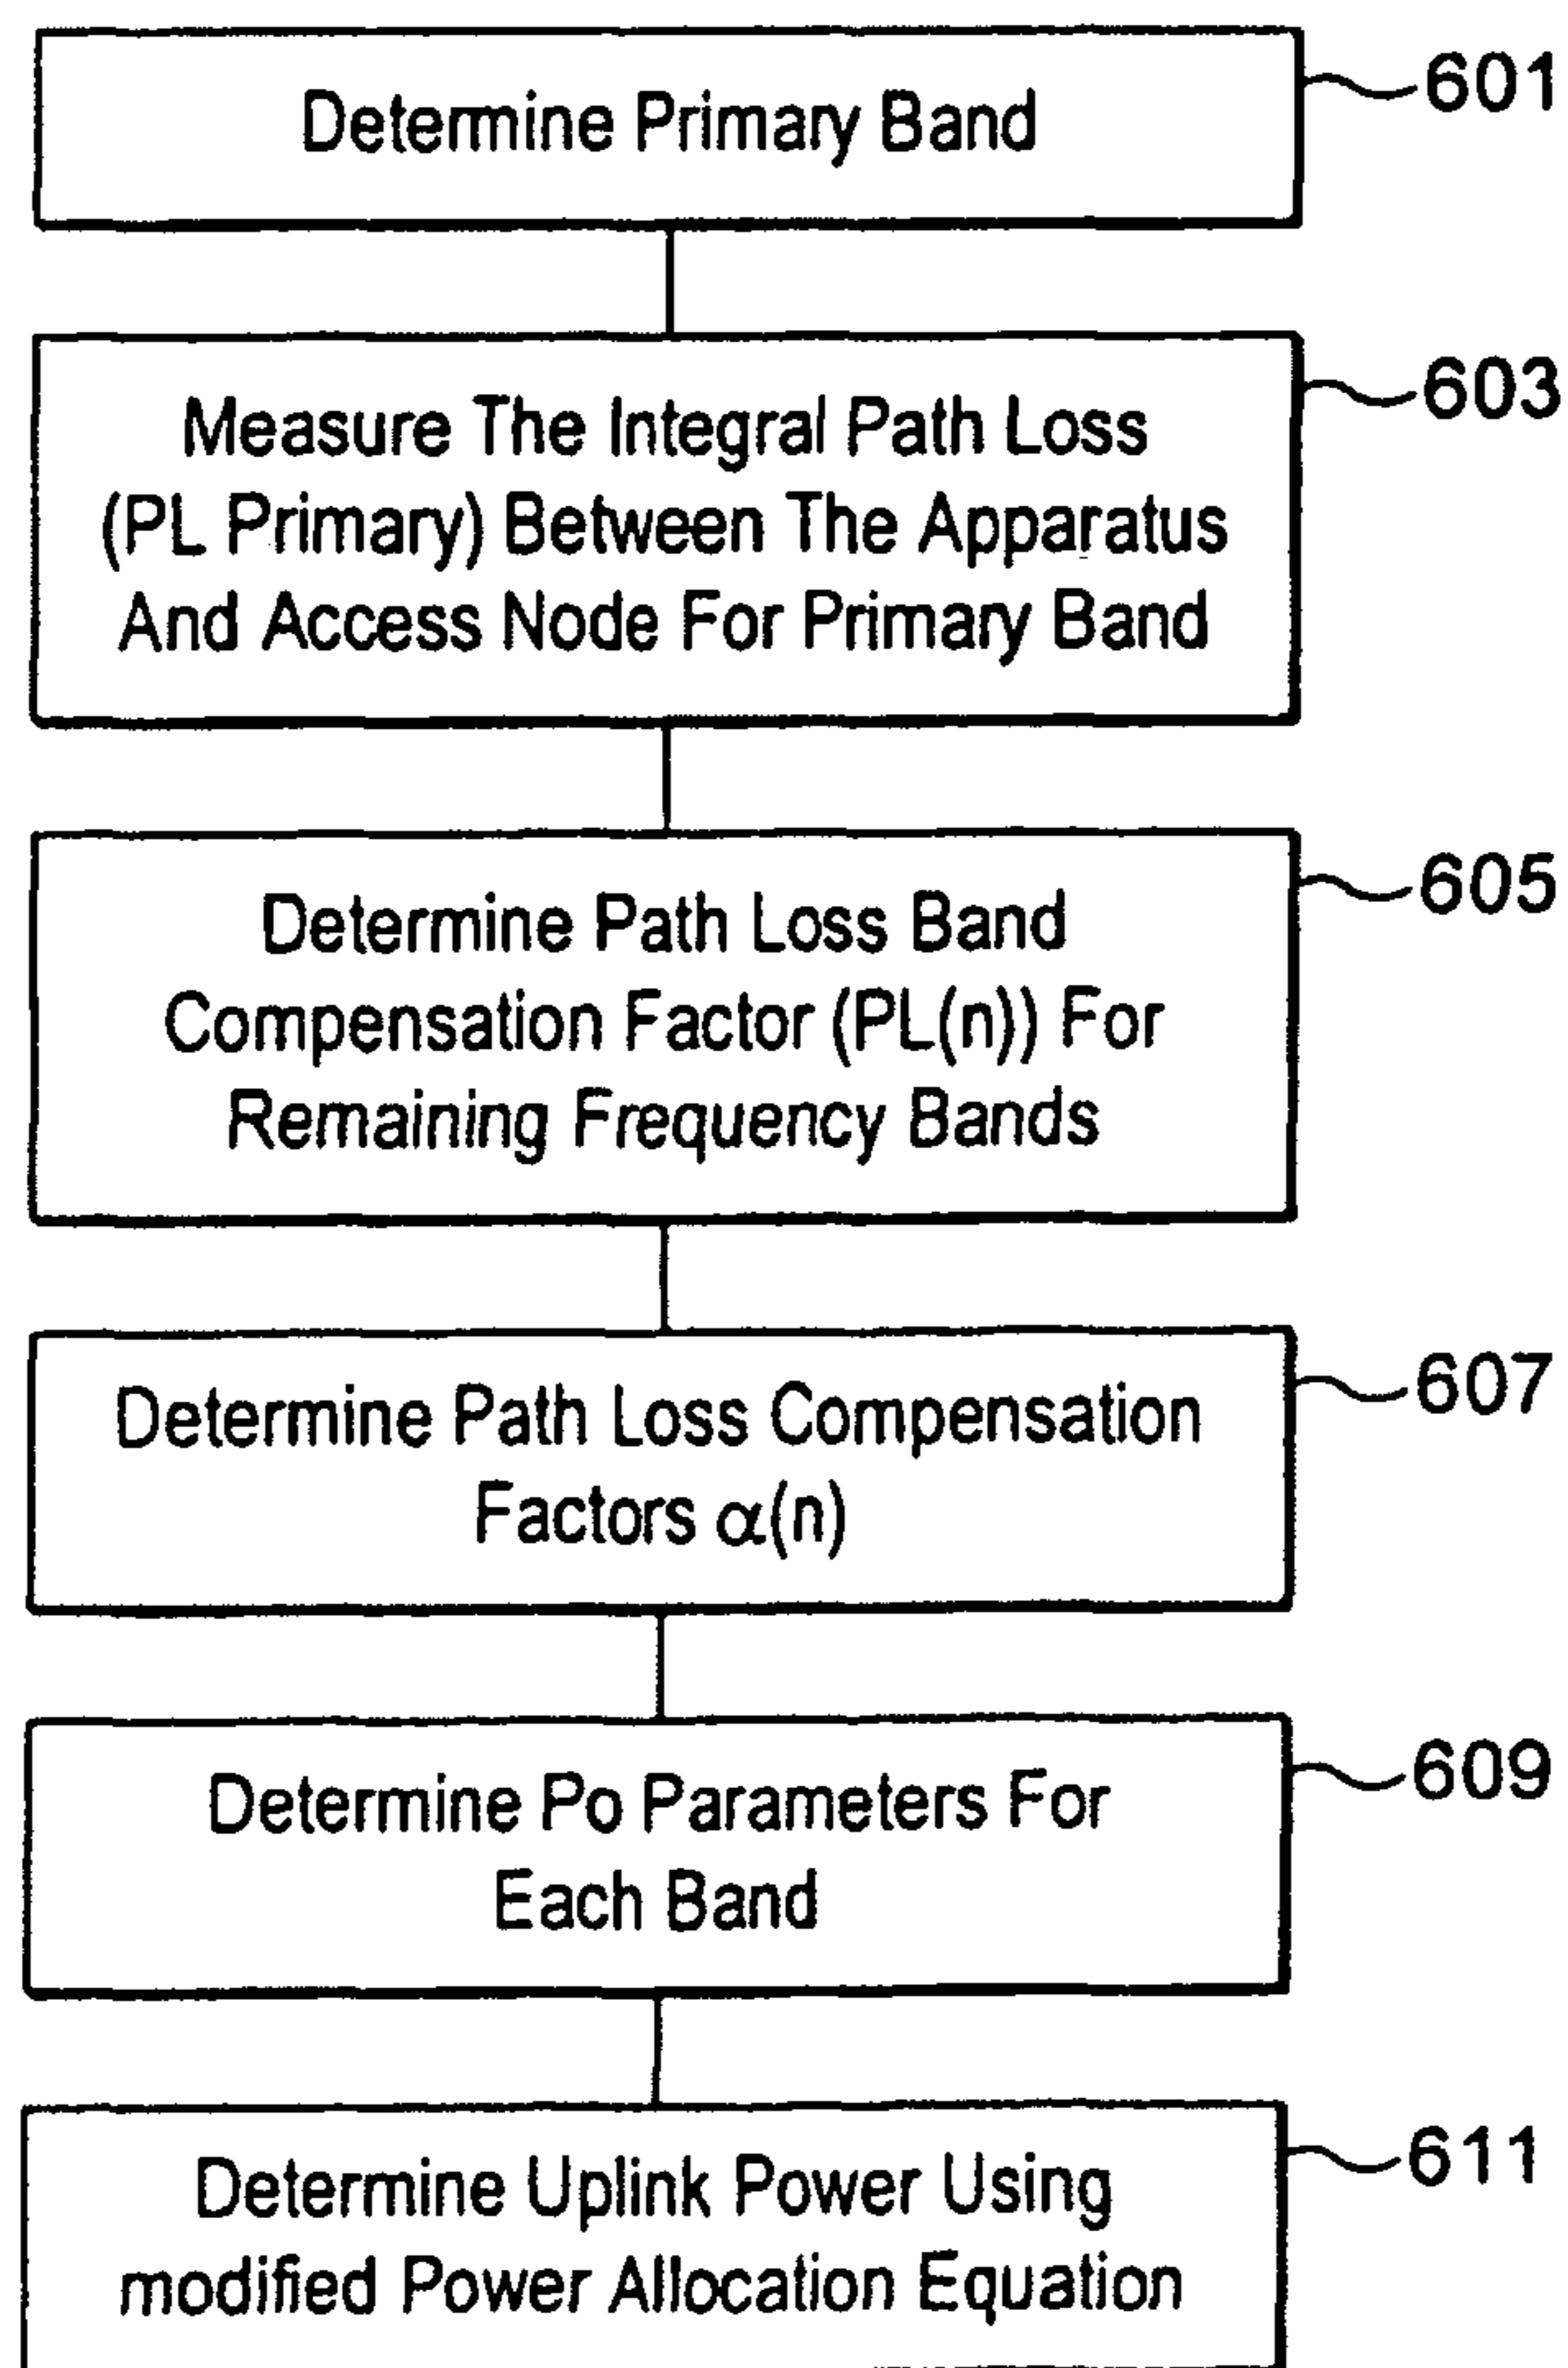 Determine Primary Band
601
Measure The Integral Path Loss
(PL Primary) Between The Apparatus
And Access Node For Primary Band
603
Determine Path Loss Band
Compensation Factor (PL(n)) For
Remaining Frequency Bands
605
Determine Path Loss Compensation
Factors α(n)
607
Determine Po Parameters For
Each Band
609
Determine Uplink Power Using
modified Power Allocation Equation
611